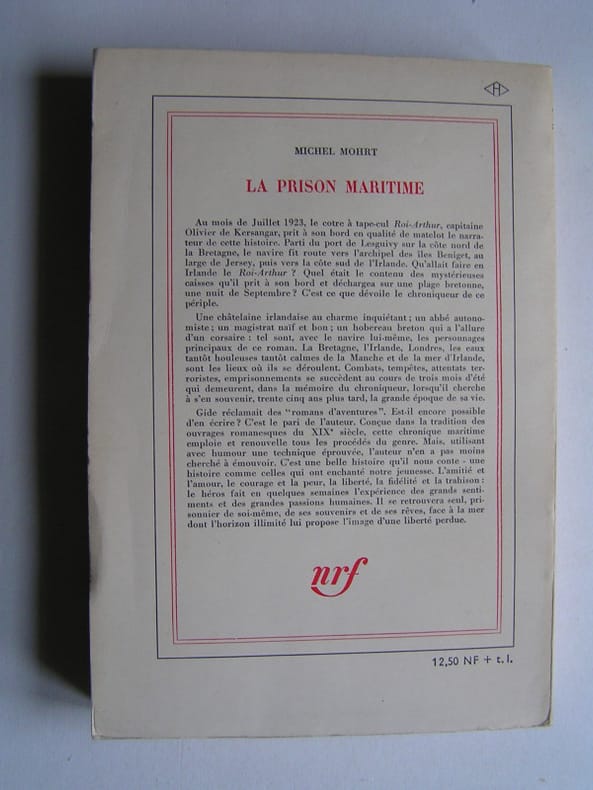 H
MICHEL MOHRT
LA PRISON MARITIME
Au mois de Juillet 1923, le cotre à tape-cul Roi-Arthur, capitaine
Olivier de Kersangar, prit à son bord en qualité de matelot le narra-
teur de cette histoire. Parti du port de Lesguivy sur la côte nord de
la Bretagne, le navire fit route vers l'archipel des îles Beniget, au
large de Jersey, puis vers la côte sud de l'Irlande. Qu'allait faire en
Irlande le Roi-Arthur ? Quel était le contenu des mystérieuses
caisses qu'il prit à son bord et déchargea sur une plage bretonne,
une nuit de Septembre ? C'est ce que dévoile le chroniqueur de ce
périple.
Une châtelaine irlandaise au charme inquiétant ; un abbé autono-
miste ; un magistrat naïf et bon ; un hobereau breton qui a l'allure
d'un corsaire : tel sont, avec le navire lui-même, les personnages
principaux de ce roman. La Bretagne, l'Irlande, Londres, les eaux
tantôt houleuses tantôt calmes de la Manche et de la mer d'Irlande,
sont les lieux où ils se déroulent. Combats, tempêtes, attentats ter-
roristes, emprisonnements se succèdent au cours de trois mois d'été
qui demeurent, dans la mémoire du chroniqueur, lorsqu'il cherche
à s'en souvenir, trente cinq ans plus tard, la grande époque de sa vie.
Gide réclamait des "romans d'aventures". Est-il encore possible
d'en écrire ? C'est le pari de l'auteur. Conçue dans la tradition des
ouvrages romanesques du XIXe siècle, cette chronique maritime
emploie et renouvelle tous les procédés du genre. Mais, utilisant
avec humour une technique éprouvée, l'auteur n'en a pas moins
cherché à émouvoir. C'est une belle histoire qu'il nous conte - une
histoire comme celles qui ont enchanté notre jeunesse. L'amitié et
l'amour, le courage et la peur, la liberté, la fidélité et la trahison :
le héros fait en quelques semaines l'expérience des grands senti-
ments et des grandes passions humaines. Il se retrouvera seul, pri-
sonnier de soi-même, de ses souvenirs et de ses rêves, face à la mer
dont l'horizon illimité lui propose l'image d'une liberté perdue.
nrf
12,50 NF + t. l.